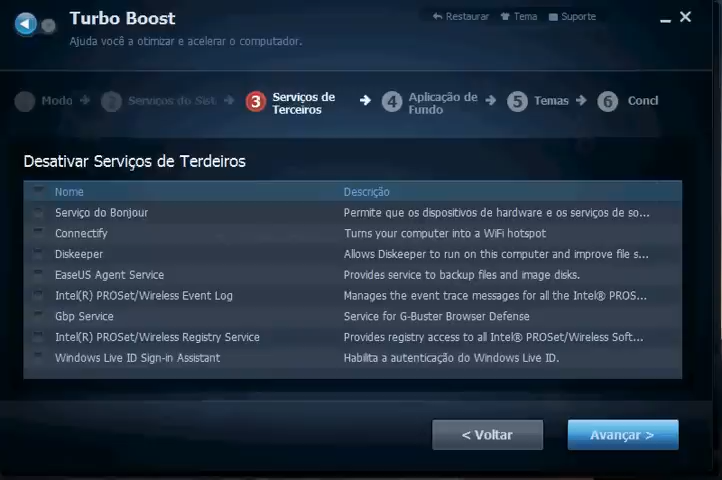 Turbo Boost
Restaurar Tema Suporte
Ajuda você a otimizar e acelerar o computador.
Modo Serviços do Sist 3 Serviços de Terceiros 4 Aplicação de Fundo 5 Temas 6 Concl
Desativar Serviços de Terdeiros
Nome Descrição
Serviço do Bonjour Permite que os dispositivos de hardware e os serviços de so...
Connectify Turns your computer into a WiFi hotspot
Diskeeper Allows Diskeeper to run on this computer and improve file s...
EaseUS Agent Service Provides service to backup files and image disks.
Intel(R) PROSet/Wireless Event Log Manages the event trace messages for all the Intel® PROS...
Gbp Service Service for G-Buster Browser Defense
Intel(R) PROSet/Wireless Registry Service Provides registry access to all Intel® PROSet/Wireless Soft...
Windows Live ID Sign-in Assistant Habilita a autenticação do Windows Live ID.
< Voltar Avançar >